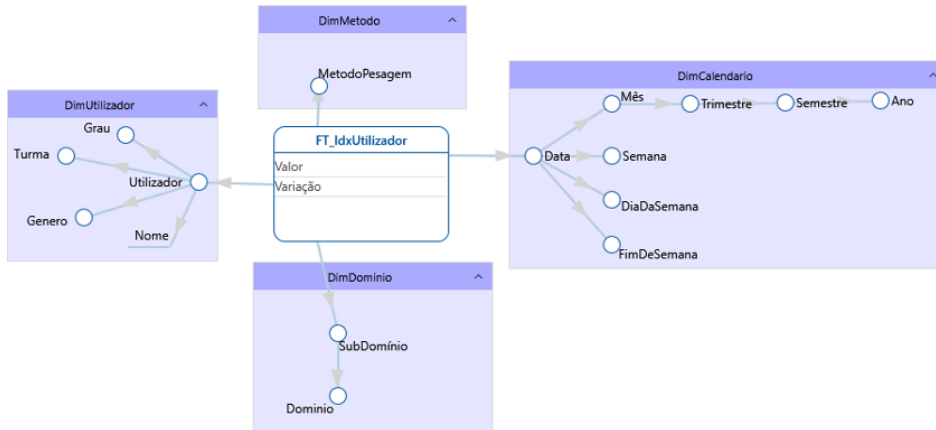 DimMetodo
MetodoPesagem
DimCalendario
Mês
Trimestre
Semestre
Ano
Data
Semana
DiaDaSemana
FimDeSemana
DimUtilizador
Grau
Turma
Utilizador
Genero
Nome
FT_IdxUtilizador
Valor
Variação
DimDominio
SubDomínio
Dominio